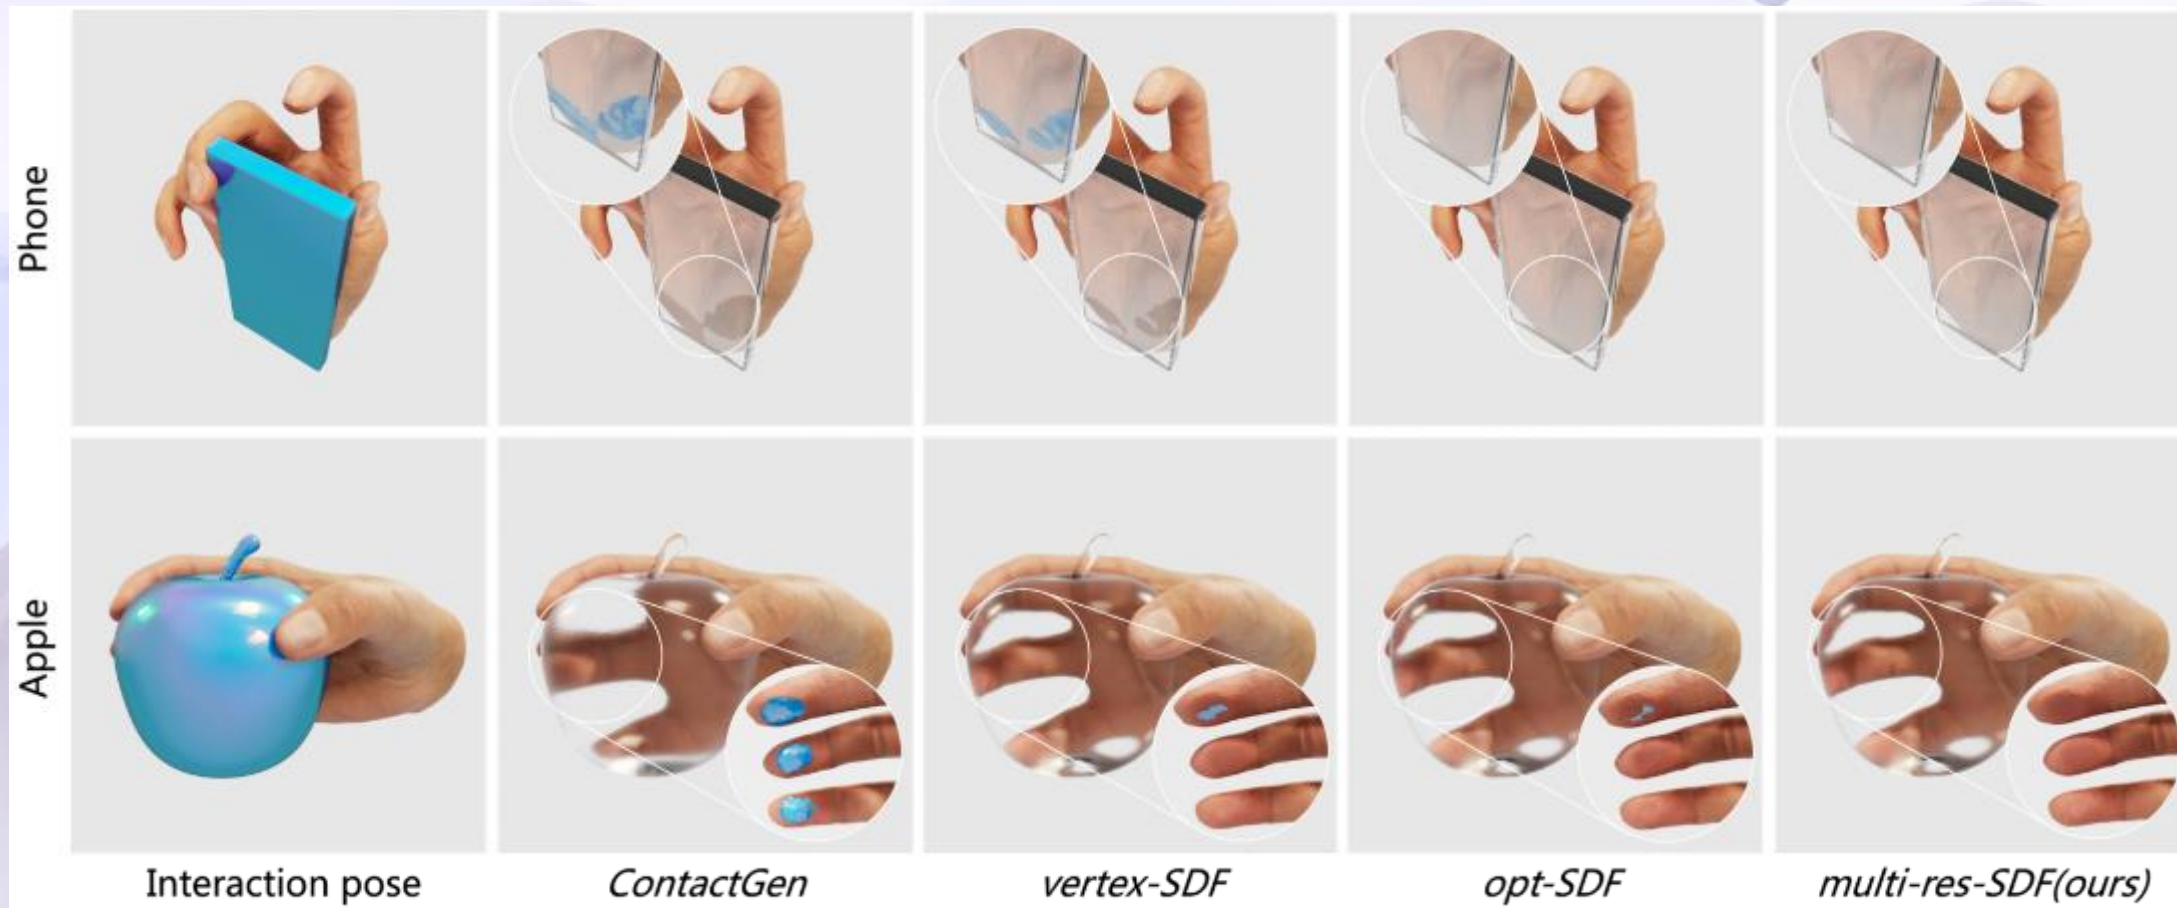 Phone
Apple
Interaction pose
ContactGen
vertex-SDF
opt-SDF
multi-res-SDF(ours)